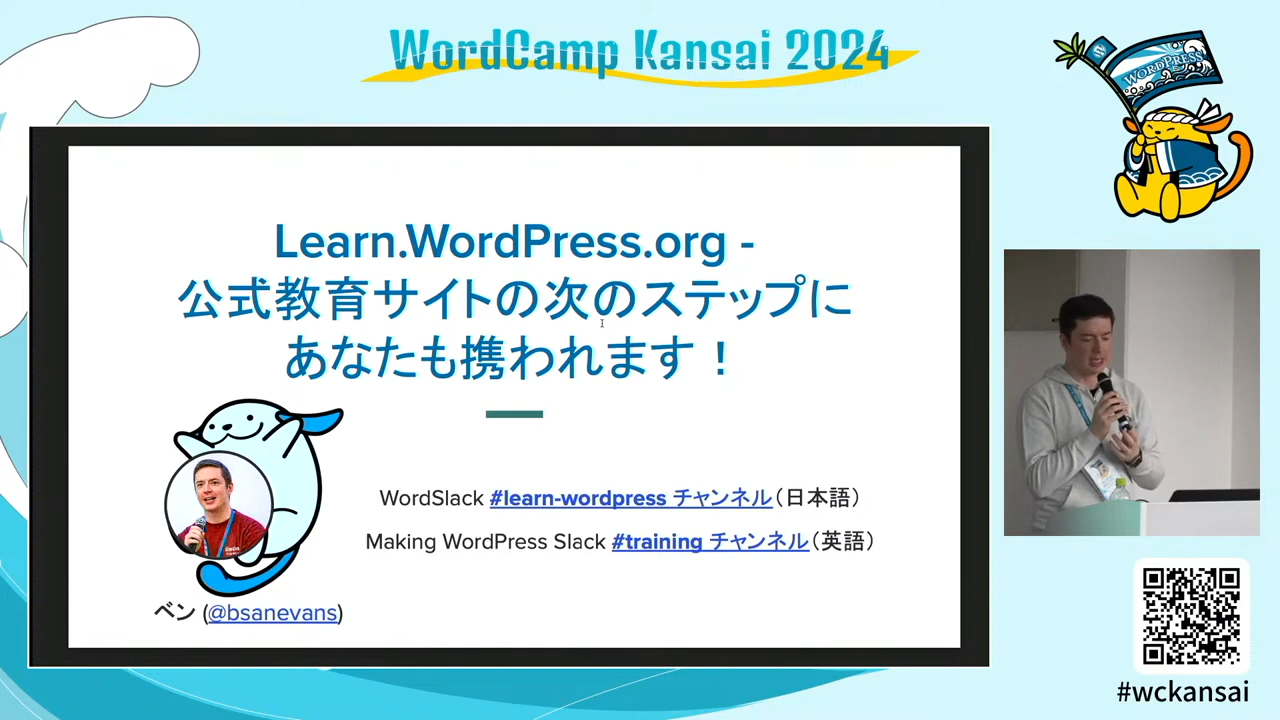 WordCamp Kansai 2024
WORDPRESS
Learn.WordPress.org -
公式教育サイトの次のステップに
あなたも携われます！
WordSlack #learn-wordpress チャンネル（日本語）
Making WordPress Slack #training チャンネル（英語）
ベン (@bsanevans)
#wckansai